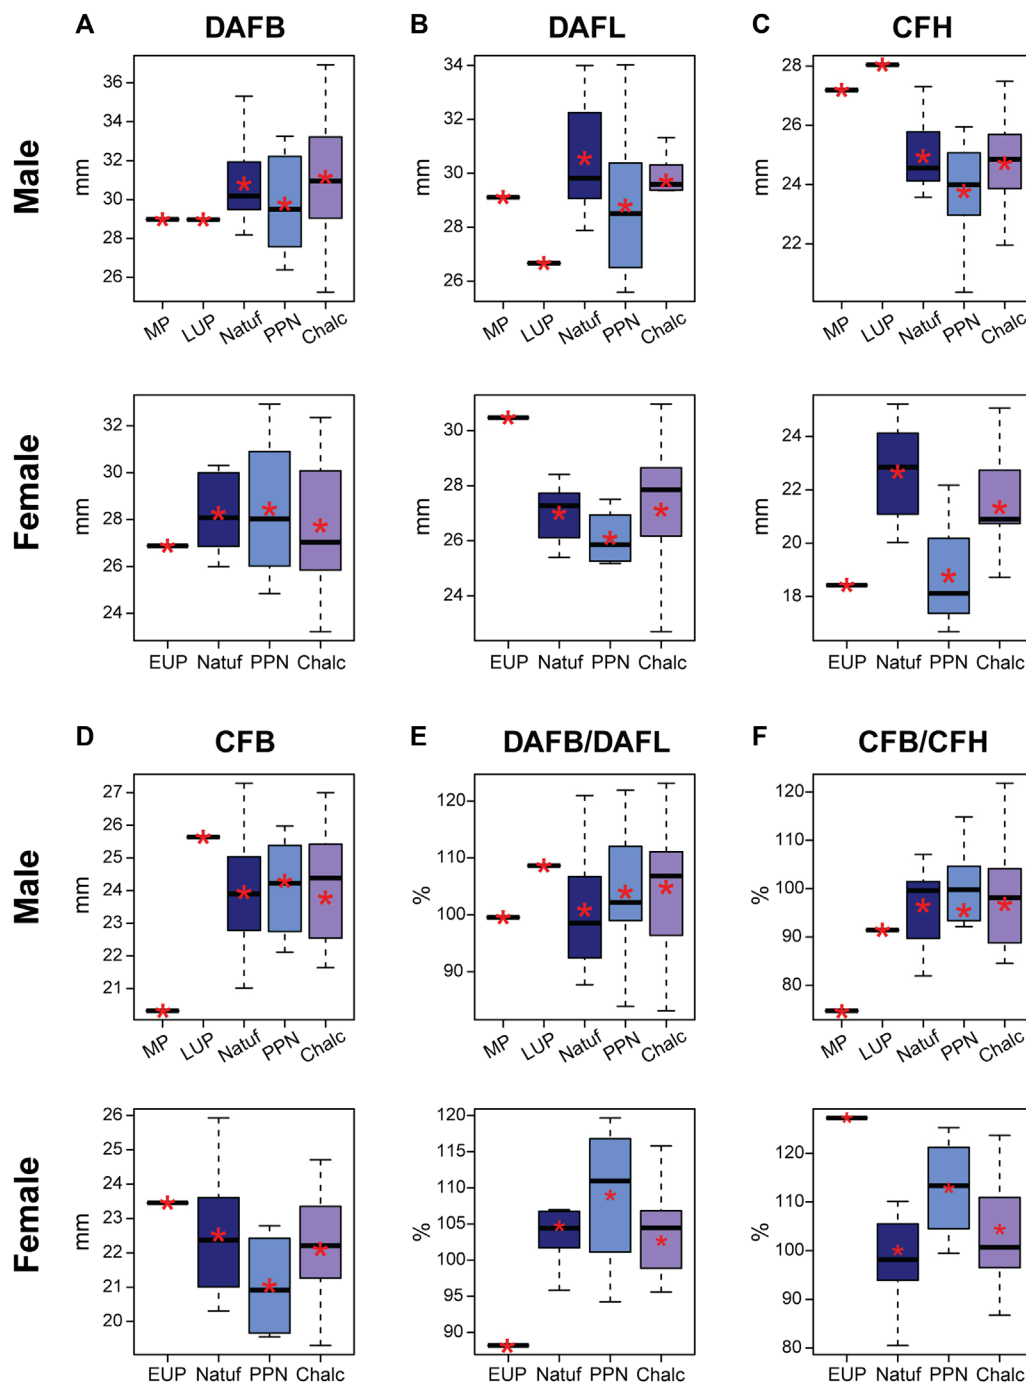 A DAFB B DAFL C CFH
Male
mm
36
34
32
30
28
26
MP LUP Natuf PPN Chalc
mm
34
32
30
28
26
MP LUP Natuf PPN Chalc
mm
28
26
24
22
MP LUP Natuf PPN Chalc
Female
mm
32
30
28
26
24
EUP Natuf PPN Chalc
mm
30
28
26
24
EUP Natuf PPN Chalc
mm
24
22
20
18
EUP Natuf PPN Chalc
D CFB E DAFB/DAFL F CFB/CFH
Male
mm
27
26
25
24
23
22
21
MP LUP Natuf PPN Chalc
%
120
110
100
90
MP LUP Natuf PPN Chalc
%
120
110
100
90
80
MP LUP Natuf PPN Chalc
Female
mm
26
25
24
23
22
21
20
EUP Natuf PPN Chalc
%
120
115
110
105
100
95
90
EUP Natuf PPN Chalc
%
120
110
100
90
80
EUP Natuf PPN Chalc